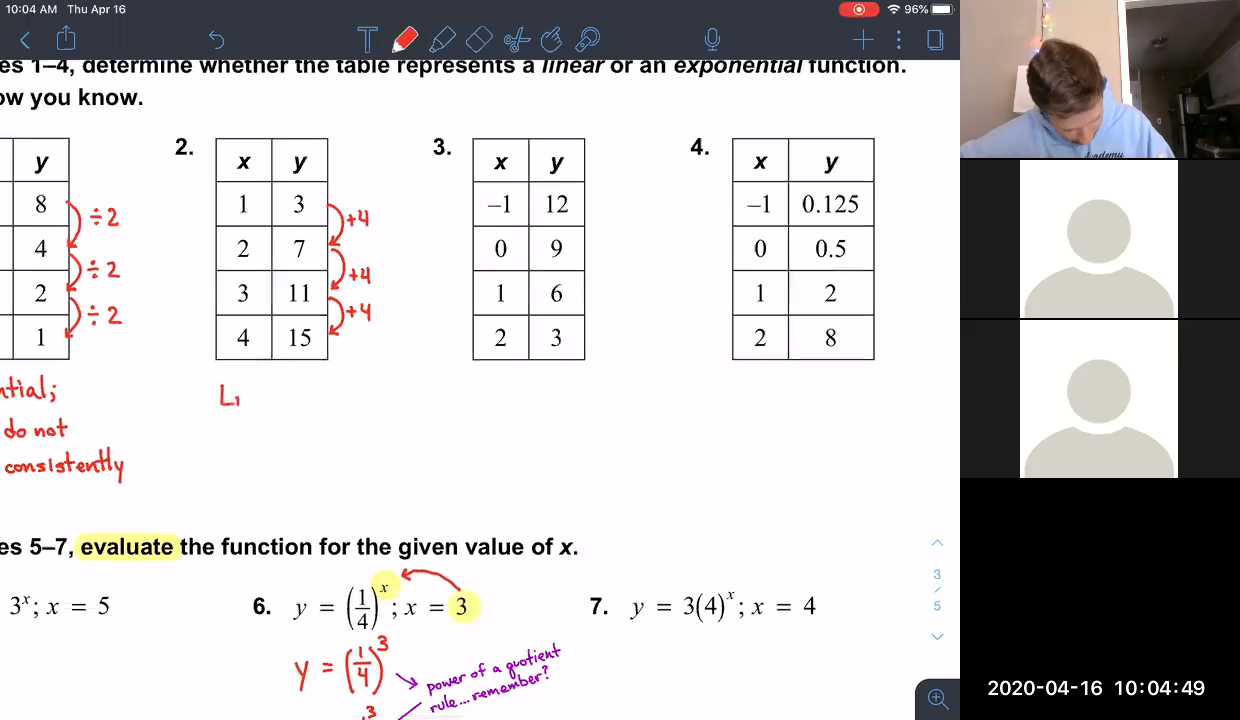 10:04 AM Thu Apr 16
96%
es 1–4, determine whether the table represents a linear or an exponential function.
ow you know.
y
8
4
2
1
÷2
÷2
÷2
ntial;
do not
consistently
2.
x y
1 3
2 7
3 11
4 15
+4
+4
+4
Li
3.
x y
–1 12
0 9
1 6
2 3
4.
x y
–1 0.125
0 0.5
1 2
2 8
es 5–7, evaluate the function for the given value of x.
3^x; x = 5
6. y = (1/4)^x; x = 3
y = (1/4)^3
.3
power of a quotient
rule...remember?
7. y = 3(4)^x; x = 4
3
/
5
Academy
2020-04-16 10:04:49